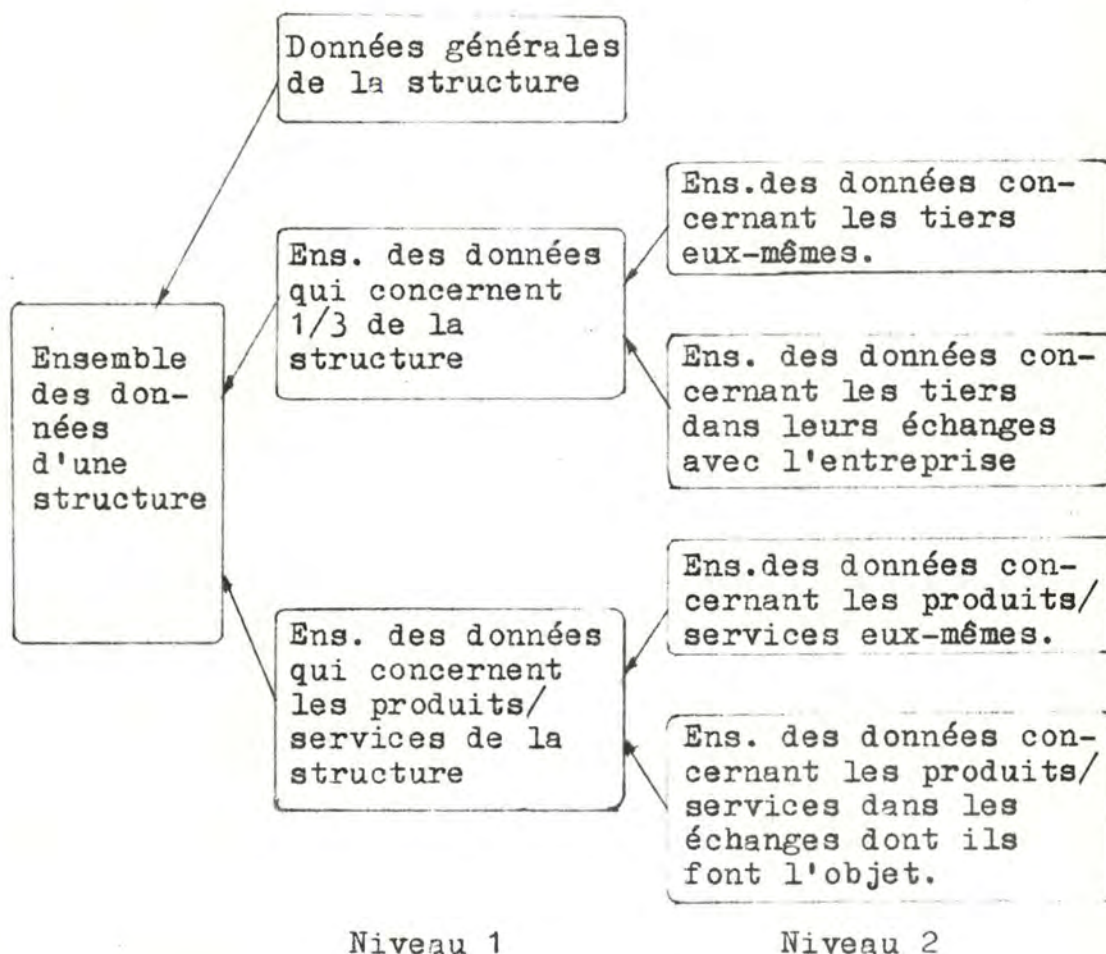 Données générales
de la structure
Ens. des données
qui concernent
1/3 de la
structure
Ens.des données con-
cernant les tiers
eux-mêmes.
Ens. des données con-
cernant les tiers
dans leurs échanges
avec l'entreprise
Ensemble
des don-
nées
d'une
structure
Ens. des données
qui concernent
les produits/
services de la
structure
Ens.des données con-
cernant les produits/
services eux-mêmes.
Ens. des données con-
cernant les produits/
services dans les
échanges dont ils
font l'objet.
Niveau 1
Niveau 2